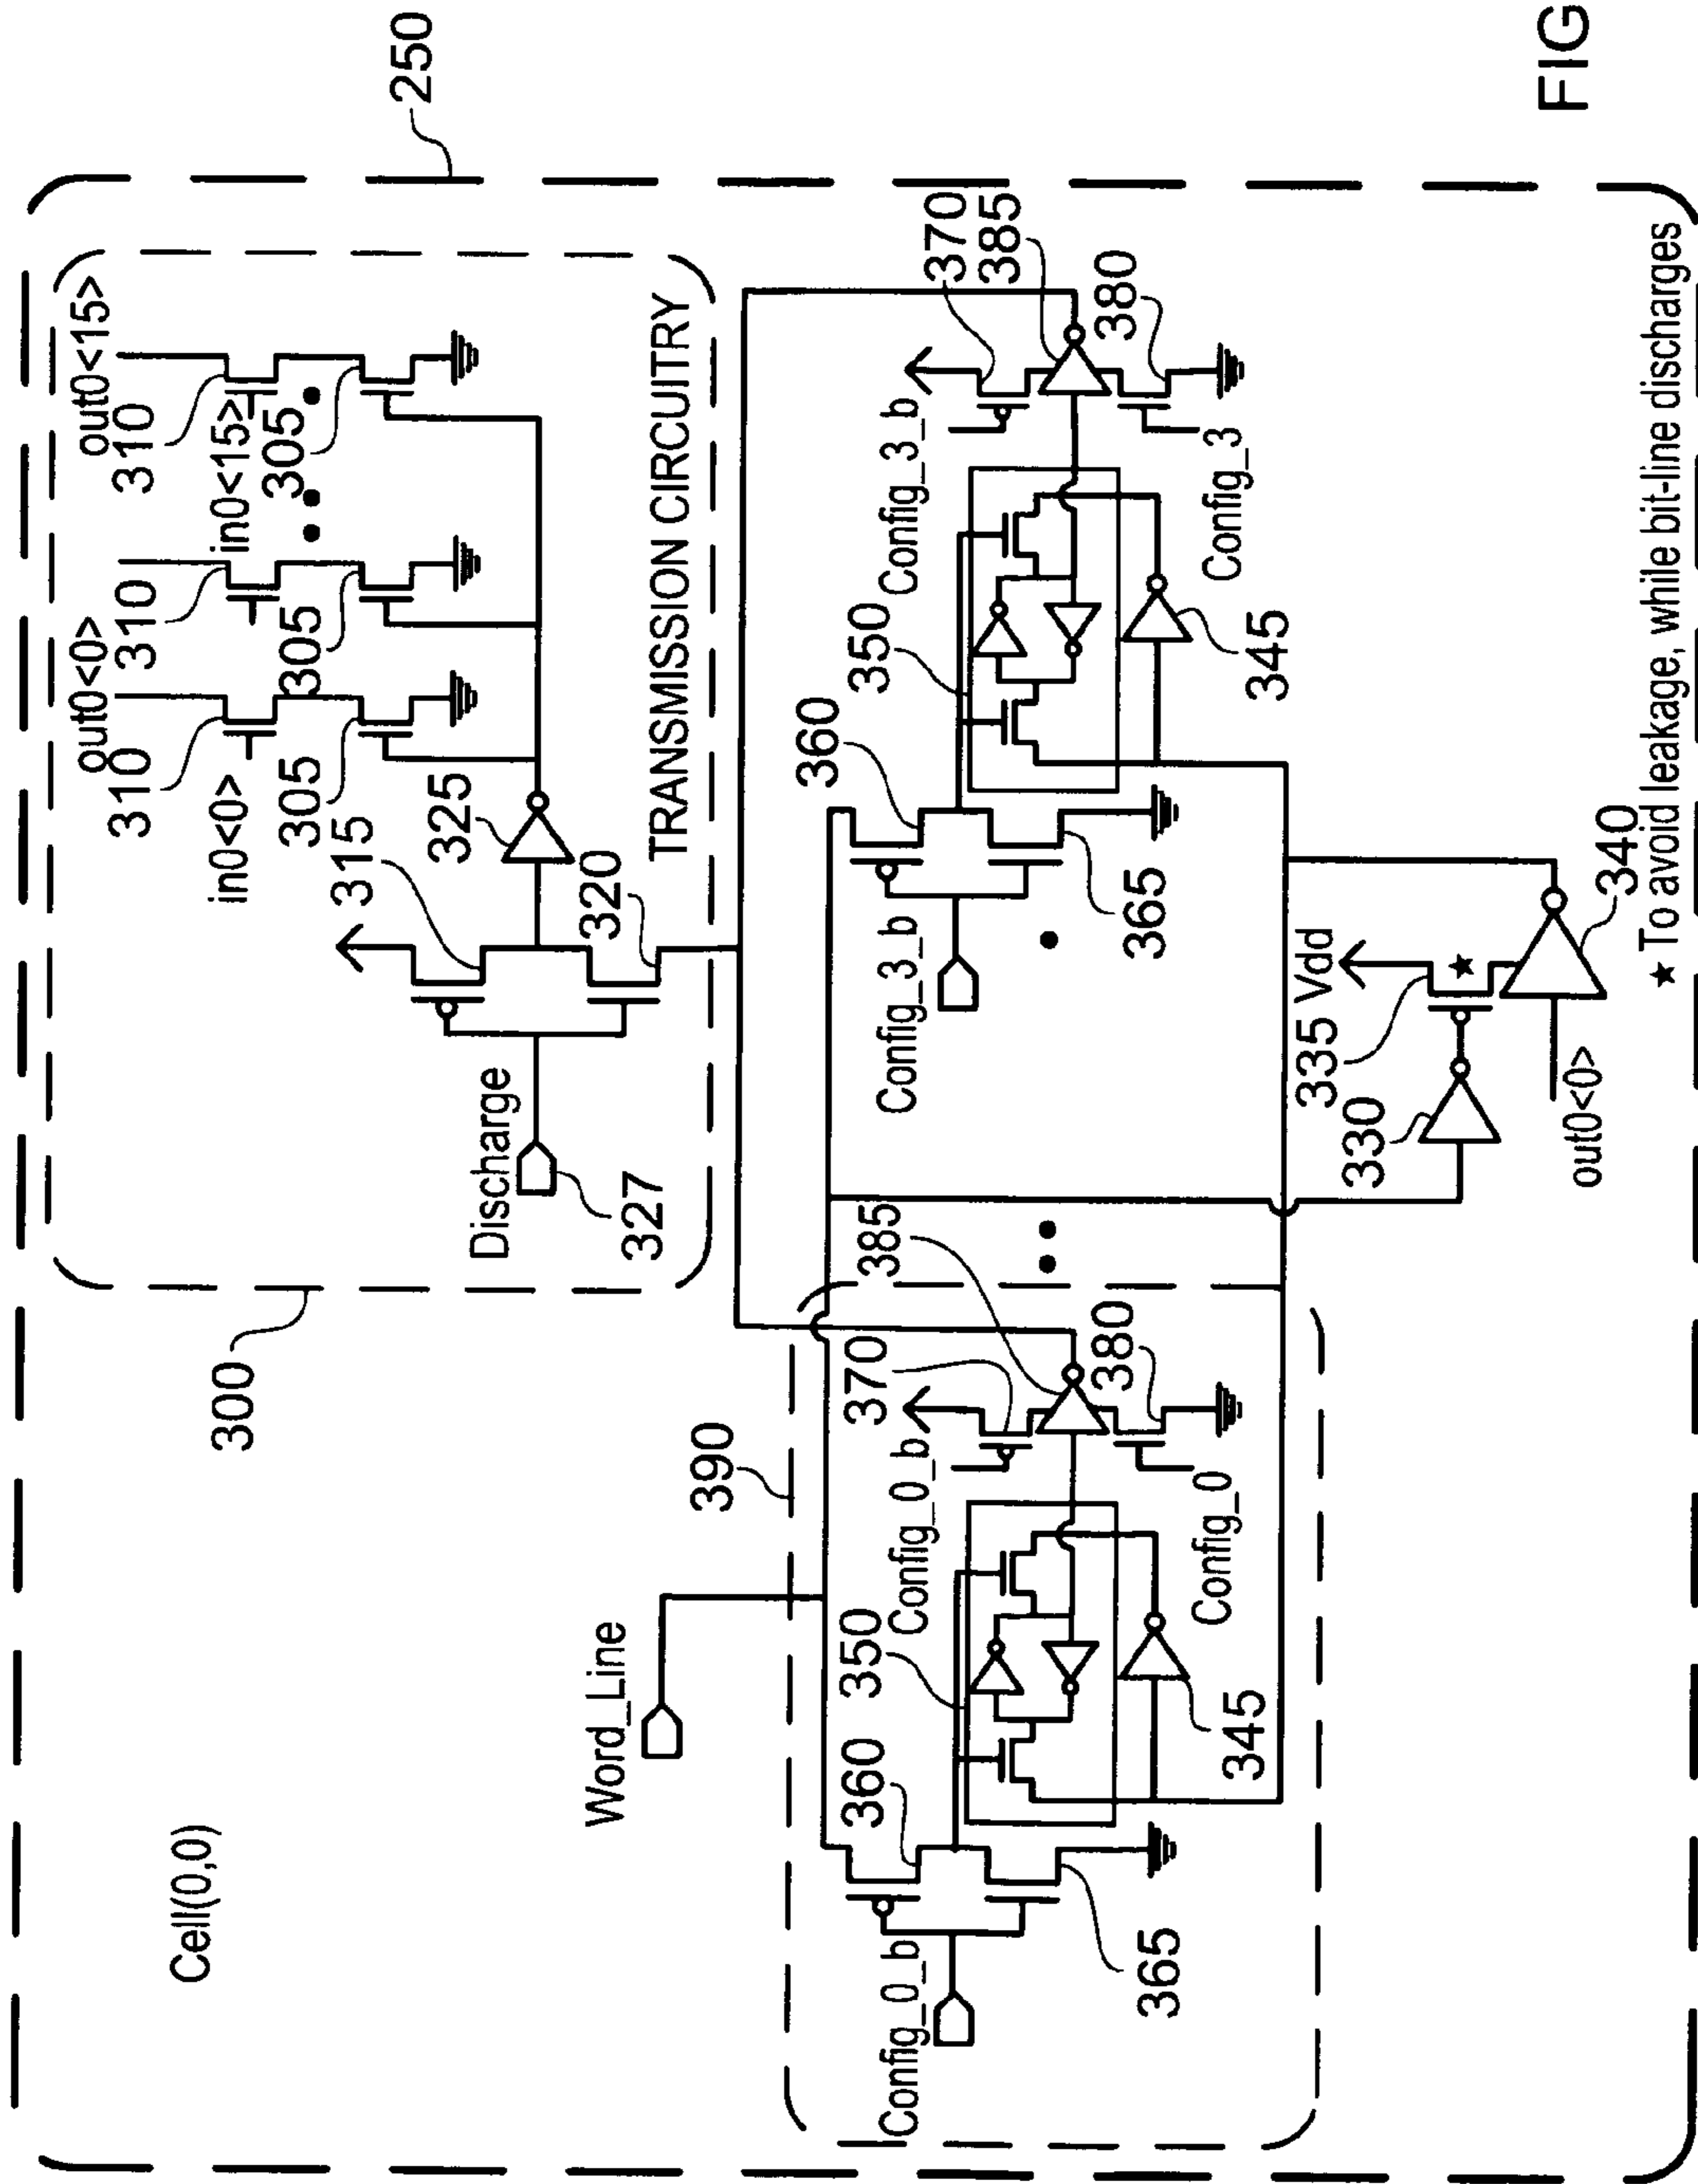 Cell(0,0)
300
250
out0<0>
out0<15>
310
310
310
in0<0>
in0<15>
305
305
305
315
325
Discharge
320
327
TRANSMISSION CIRCUITRY
Word_Line
390
Config_0_b
360
350
Config_0_b
370
385
365
345
Config_0
380
Config_3_b
360
350
Config_3_b
370
385
365
345
Config_3
380
Vdd
335
330
out0<0>
340
★ To avoid leakage, while bit-line discharges
FIG